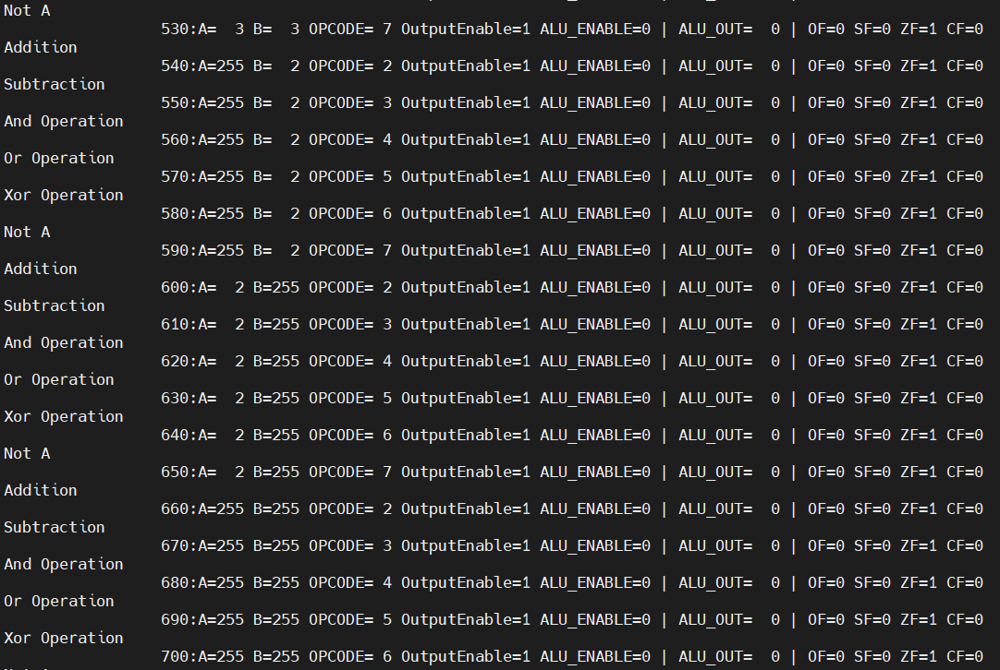 Not A
530:A=  3 B=  3 OPCODE= 7 OutputEnable=1 ALU_ENABLE=0 | ALU_OUT=  0 | OF=0 SF=0 ZF=1 CF=0
Addition
540:A=255 B=  2 OPCODE= 2 OutputEnable=1 ALU_ENABLE=0 | ALU_OUT=  0 | OF=0 SF=0 ZF=1 CF=0
Subtraction
550:A=255 B=  2 OPCODE= 3 OutputEnable=1 ALU_ENABLE=0 | ALU_OUT=  0 | OF=0 SF=0 ZF=1 CF=0
And Operation
560:A=255 B=  2 OPCODE= 4 OutputEnable=1 ALU_ENABLE=0 | ALU_OUT=  0 | OF=0 SF=0 ZF=1 CF=0
Or Operation
570:A=255 B=  2 OPCODE= 5 OutputEnable=1 ALU_ENABLE=0 | ALU_OUT=  0 | OF=0 SF=0 ZF=1 CF=0
Xor Operation
580:A=255 B=  2 OPCODE= 6 OutputEnable=1 ALU_ENABLE=0 | ALU_OUT=  0 | OF=0 SF=0 ZF=1 CF=0
Not A
590:A=255 B=  2 OPCODE= 7 OutputEnable=1 ALU_ENABLE=0 | ALU_OUT=  0 | OF=0 SF=0 ZF=1 CF=0
Addition
600:A=  2 B=255 OPCODE= 2 OutputEnable=1 ALU_ENABLE=0 | ALU_OUT=  0 | OF=0 SF=0 ZF=1 CF=0
Subtraction
610:A=  2 B=255 OPCODE= 3 OutputEnable=1 ALU_ENABLE=0 | ALU_OUT=  0 | OF=0 SF=0 ZF=1 CF=0
And Operation
620:A=  2 B=255 OPCODE= 4 OutputEnable=1 ALU_ENABLE=0 | ALU_OUT=  0 | OF=0 SF=0 ZF=1 CF=0
Or Operation
630:A=  2 B=255 OPCODE= 5 OutputEnable=1 ALU_ENABLE=0 | ALU_OUT=  0 | OF=0 SF=0 ZF=1 CF=0
Xor Operation
640:A=  2 B=255 OPCODE= 6 OutputEnable=1 ALU_ENABLE=0 | ALU_OUT=  0 | OF=0 SF=0 ZF=1 CF=0
Not A
650:A=  2 B=255 OPCODE= 7 OutputEnable=1 ALU_ENABLE=0 | ALU_OUT=  0 | OF=0 SF=0 ZF=1 CF=0
Addition
660:A=255 B=255 OPCODE= 2 OutputEnable=1 ALU_ENABLE=0 | ALU_OUT=  0 | OF=0 SF=0 ZF=1 CF=0
Subtraction
670:A=255 B=255 OPCODE= 3 OutputEnable=1 ALU_ENABLE=0 | ALU_OUT=  0 | OF=0 SF=0 ZF=1 CF=0
And Operation
680:A=255 B=255 OPCODE= 4 OutputEnable=1 ALU_ENABLE=0 | ALU_OUT=  0 | OF=0 SF=0 ZF=1 CF=0
Or Operation
690:A=255 B=255 OPCODE= 5 OutputEnable=1 ALU_ENABLE=0 | ALU_OUT=  0 | OF=0 SF=0 ZF=1 CF=0
Xor Operation
700:A=255 B=255 OPCODE= 6 OutputEnable=1 ALU_ENABLE=0 | ALU_OUT=  0 | OF=0 SF=0 ZF=1 CF=0